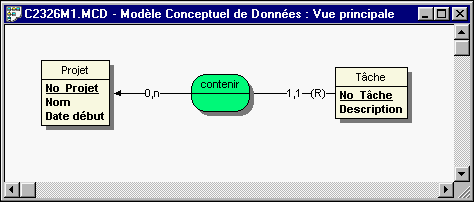 C2326M1.MCD - Modèle Conceptuel de Données : Vue principale
Projet
No Projet
Nom
Date début
0,n
contenir
1,1 (R)
Tâche
No Tâche
Description